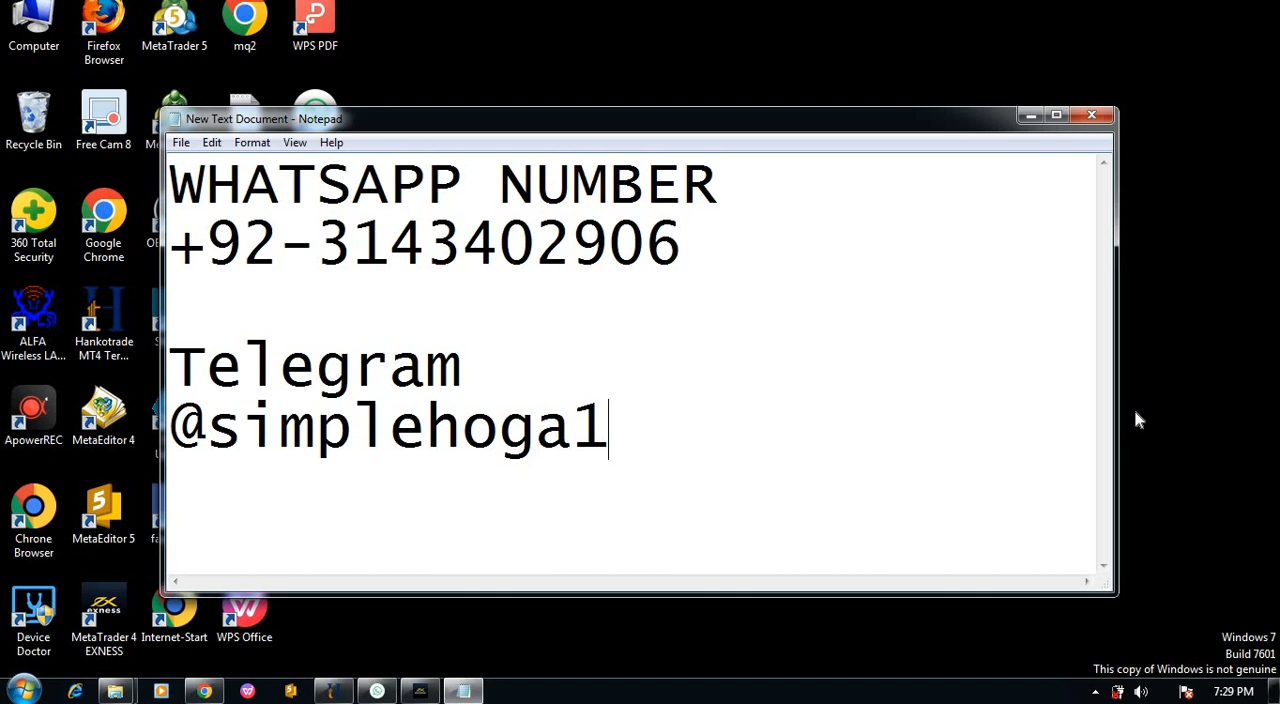 Computer
Firefox
Browser
MetaTrader 5
mq2
WPS PDF
Recycle Bin
Free Cam 8
New Text Document - Notepad
File Edit Format View Help
WHATSAPP NUMBER
+92-3143402906
Telegram
@simplehoga1
360 Total
Security
Google
Chrome
ALFA
Wireless LA...
Hankotrade
MT4 Ter...
ApowerREC
MetaEditor 4
Chrone
Browser
MetaEditor 5
Device
Doctor
MetaTrader 4
EXNESS
Internet-Start
WPS Office
Windows 7
Build 7601
This copy of Windows is not genuine
7:29 PM